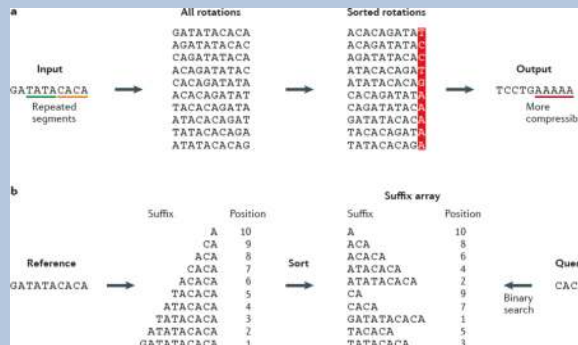 a
All rotations
Sorted rotations
Input
GATATACACA
Repeated
segments
GATATACACA
AGATATACAC
CAGATATACA
ACAGATATAC
CACAGATATA
ACACAGATAT
TACACAGATA
ATACACAGAT
TATACACAGA
ATATACACAG
ACACAGATAT
ACAGATATAC
AGATATACAC
ATACACAGAT
ATATACACAG
CACAGATATA
CAGATATACA
GATATACACA
TACACAGATA
TATACACAGA
Output
TCCTGAAAAA
More
compressib
b
Suffix array
Suffix Position
Reference
GATATACACA
A 10
CA 9
ACA 8
CACA 7
ACACA 6
TACACA 5
ATACACA 4
TATACACA 3
ATATACACA 2
GATATACACA 1
Sort
Suffix Position
A 10
ACA 8
ACACA 6
ATACACA 4
ATATACACA 2
CA 9
CACA 7
GATATACACA 1
TACACA 5
TATACACA 3
Que
CAC
Binary
search